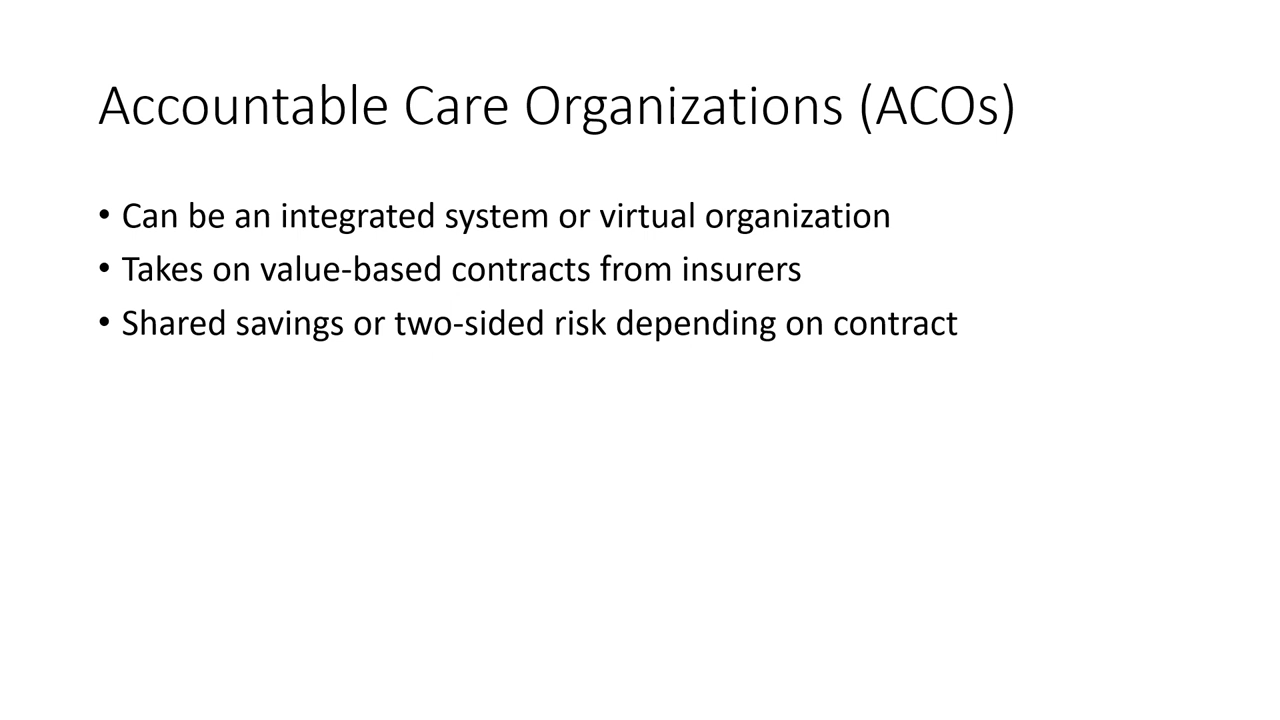 Accountable Care Organizations (ACOs)
• Can be an integrated system or virtual organization
• Takes on value-based contracts from insurers
• Shared savings or two-sided risk depending on contract